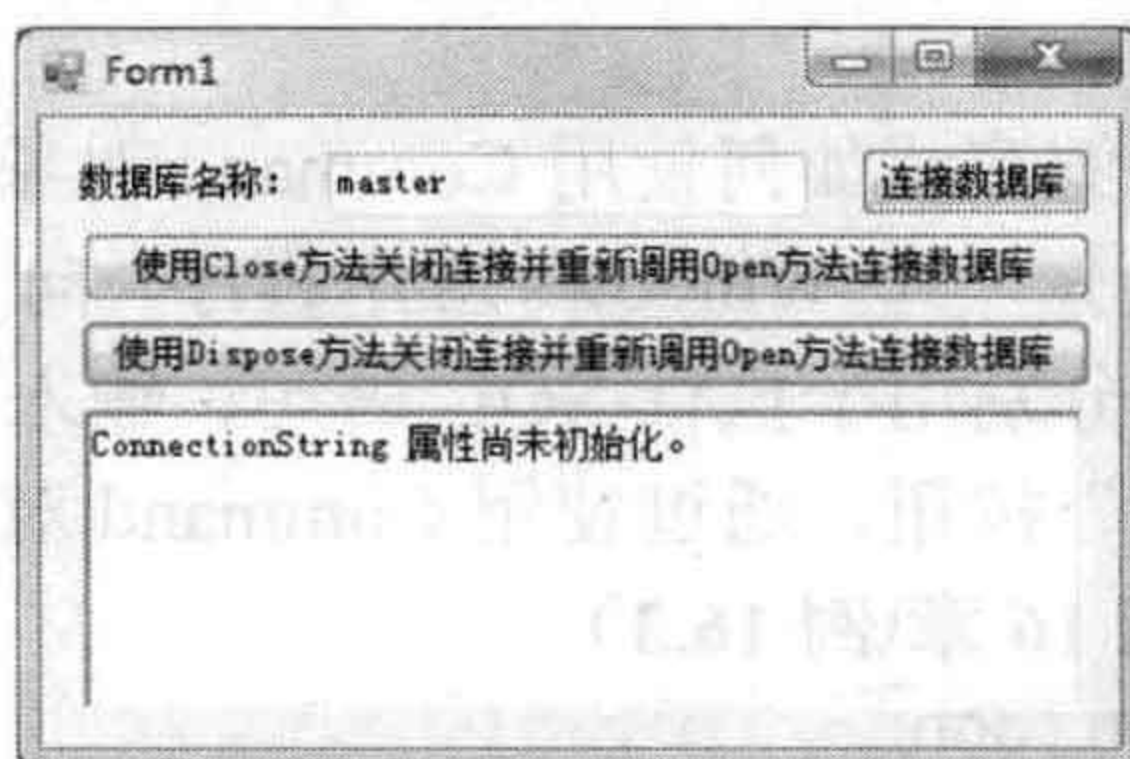 Form1
数据库名称： master 连接数据库
使用Close方法关闭连接并重新调用Open方法连接数据库
使用Dispose方法关闭连接并重新调用Open方法连接数据库
ConnectionString 属性尚未初始化。